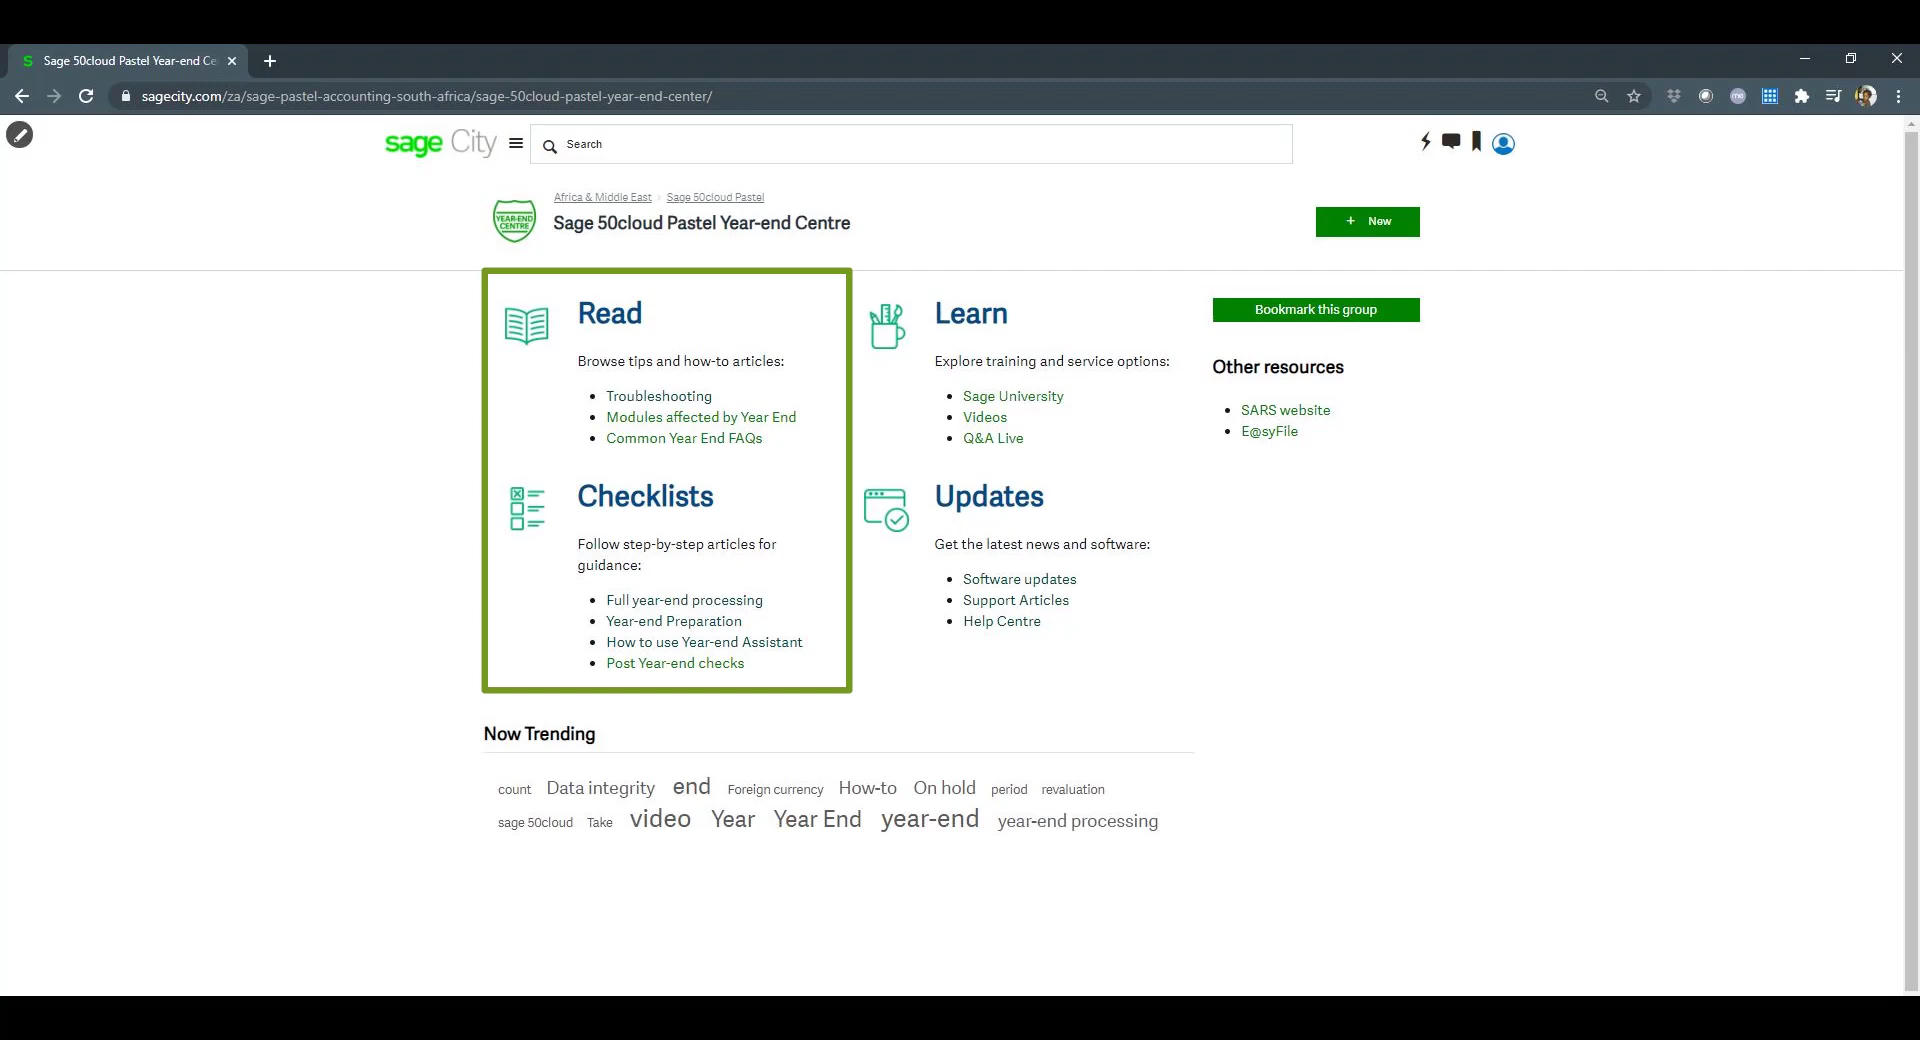 Sage 50cloud Pastel Year-end Ce
sagecity.com/za/sage-pastel-accounting-south-africa/sage-50cloud-pastel-year-end-center/
sage City
Search
YEAR-END
CENTRE
Africa & Middle East › Sage 50cloud Pastel
Sage 50cloud Pastel Year-end Centre
+ New
Read
Browse tips and how-to articles:
• Troubleshooting
• Modules affected by Year End
• Common Year End FAQs
Learn
Explore training and service options:
• Sage University
• Videos
• Q&A Live
Bookmark this group
Other resources
• SARS website
• E@syFile
Checklists
Follow step-by-step articles for
guidance:
• Full year-end processing
• Year-end Preparation
• How to use Year-end Assistant
• Post Year-end checks
Updates
Get the latest news and software:
• Software updates
• Support Articles
• Help Centre
Now Trending
count Data integrity end Foreign currency How-to On hold period revaluation
sage 50cloud Take video Year Year End year-end year-end processing